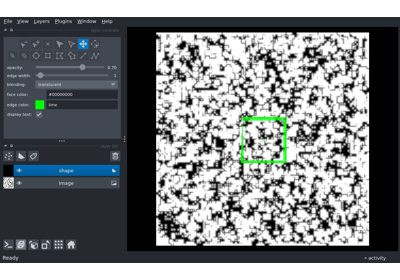 File View Layers Plugins Window Help
layer controls
opacity: 0.70
edge width: 1
blending: translucent
face color: #00000000
edge color: lime
display text:
layer list
shape
image
Ready
activity